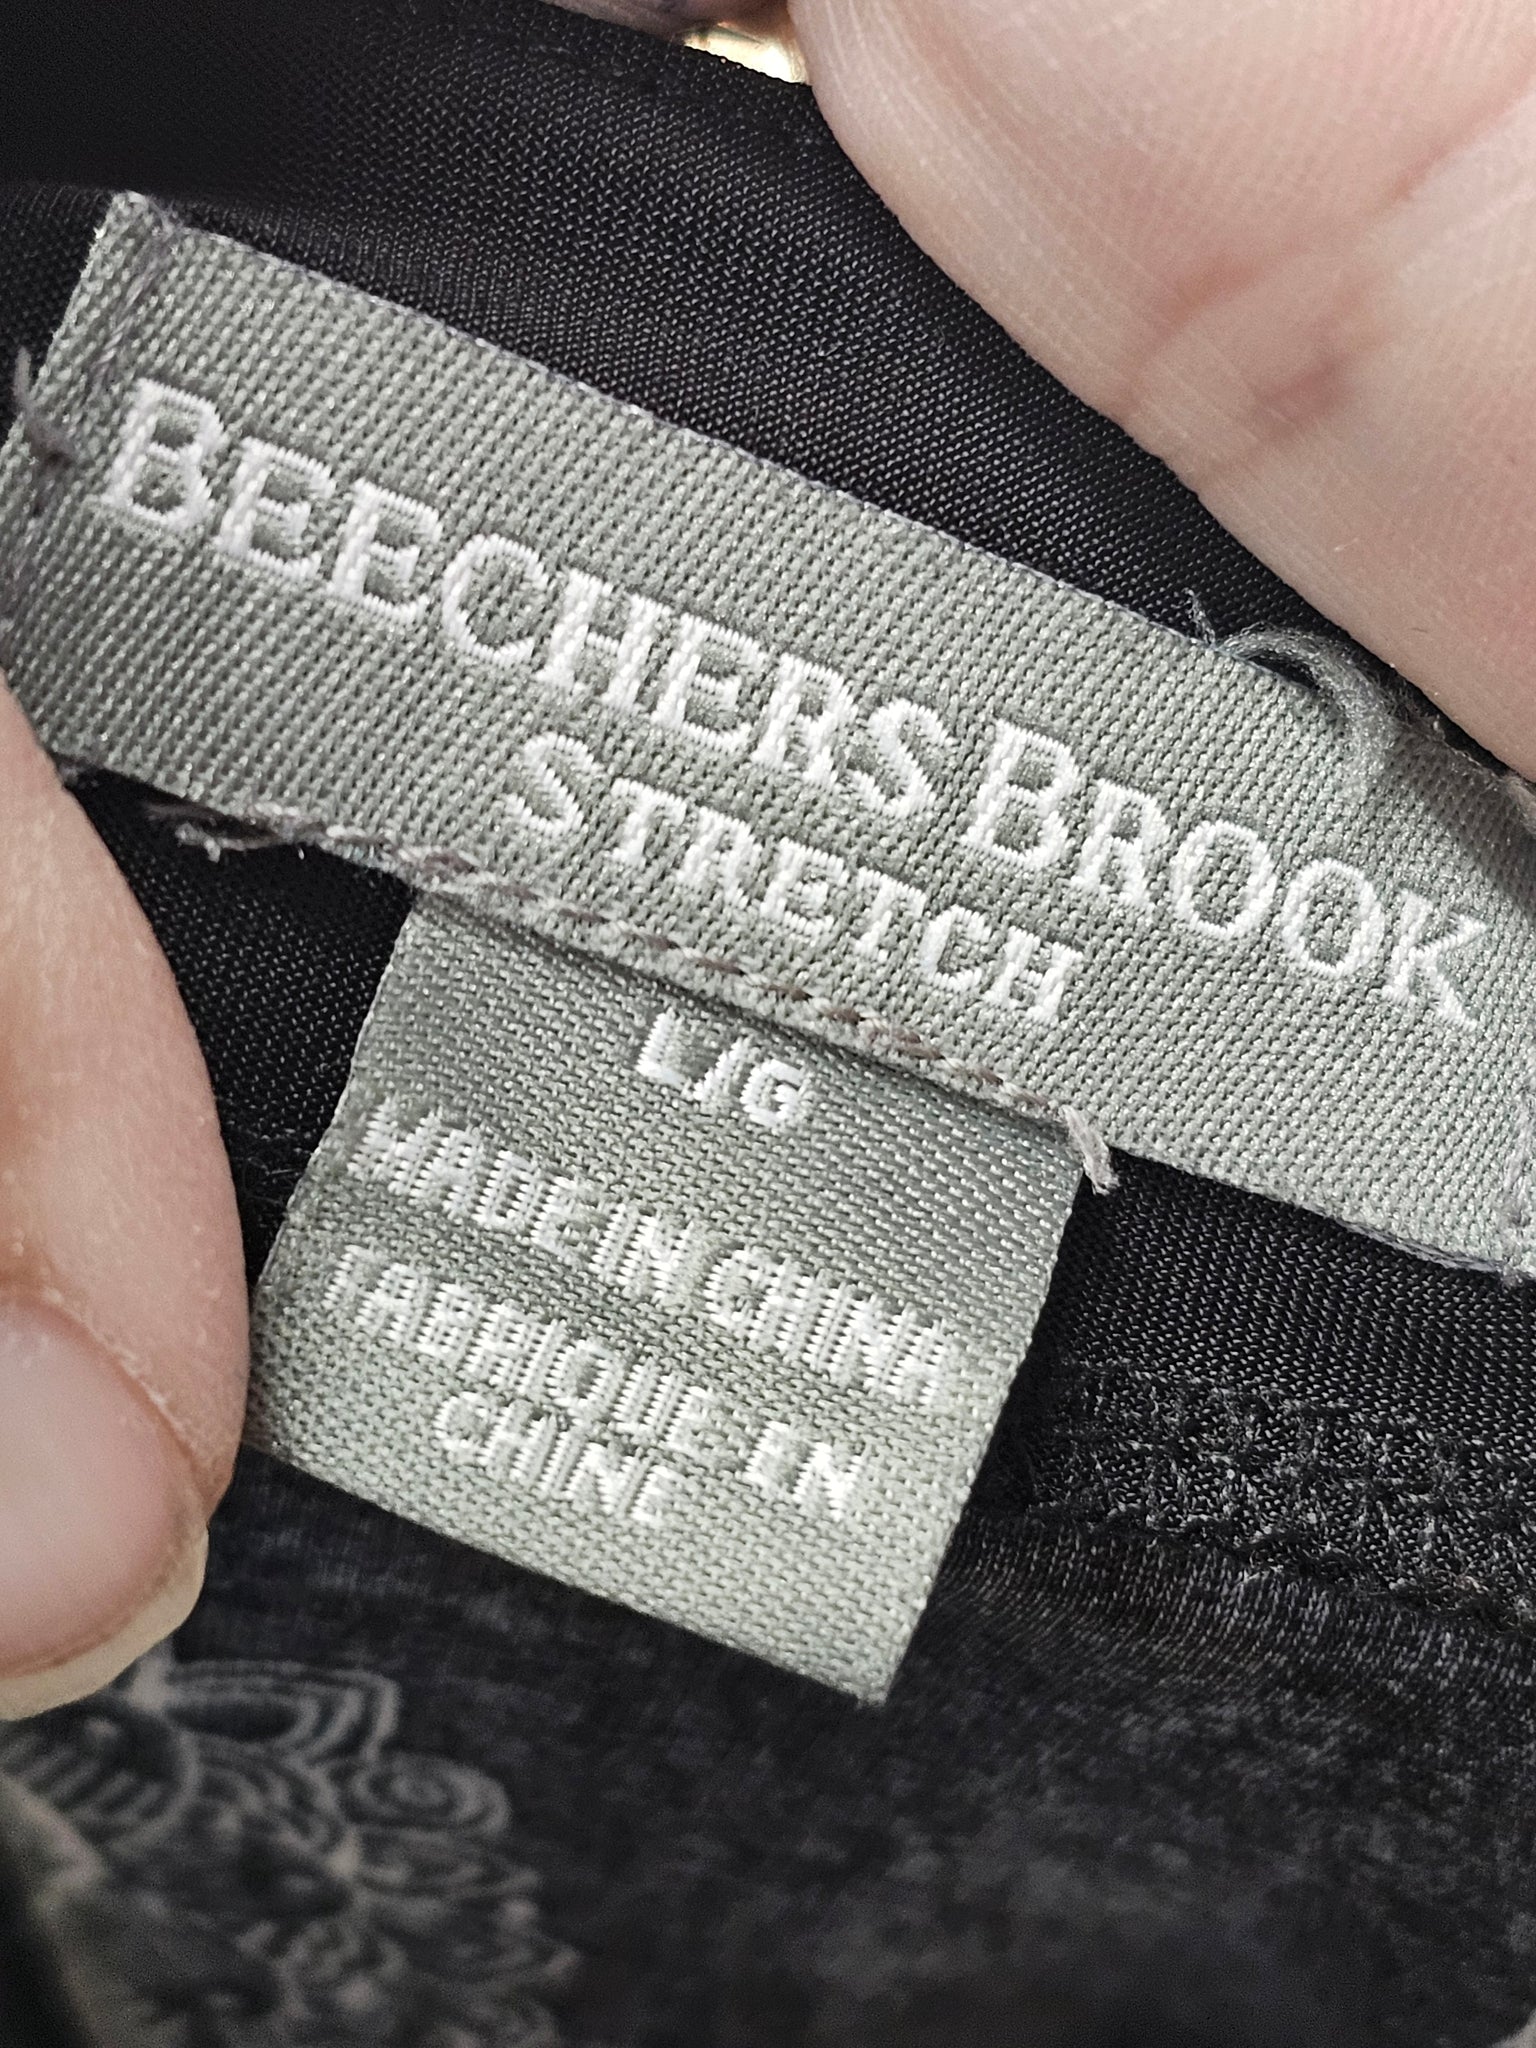 BEECHERS BROOK
STRETCH
L/G
MADE IN CHINA
FABRIQUE EN
CHINE